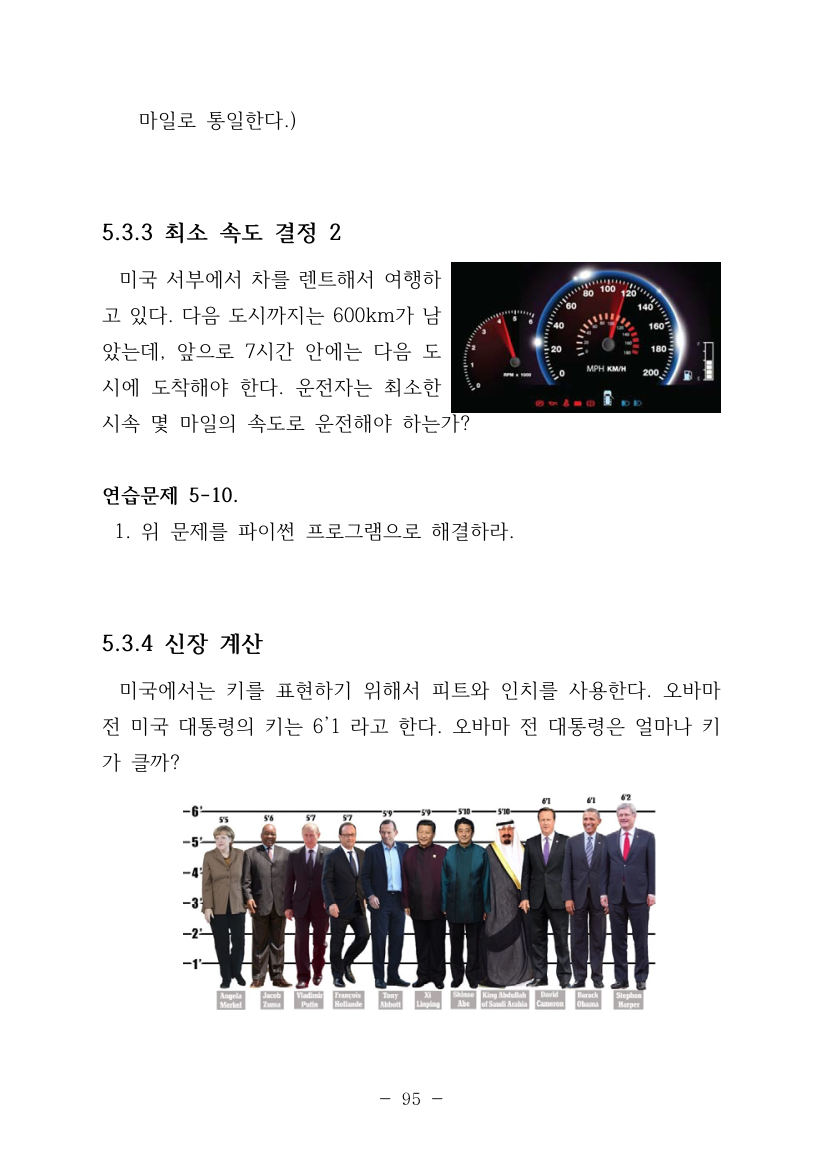 마일로 통일한다.)
5.3.3 최소 속도 결정 2
미국 서부에서 차를 렌트해서 여행하
고 있다. 다음 도시까지는 600km가 남
았는데, 앞으로 7시간 안에는 다음 도
시에 도착해야 한다. 운전자는 최소한
시속 몇 마일의 속도로 운전해야 하는가?
0 1 2 3 4 5 6
RPM x 1000
0 20 40 60 80 100 120 140 160 180 200
MPH KM/H
연습문제 5-10.
1. 위 문제를 파이썬 프로그램으로 해결하라.
5.3.4 신장 계산
미국에서는 키를 표현하기 위해서 피트와 인치를 사용한다. 오바마
전 미국 대통령의 키는 6’1 라고 한다. 오바마 전 대통령은 얼마나 키
가 클까?
6' 5' 4' 3' 2' 1'
5'5 5'6 5'7 5'7 5'9 5'9 5'10 5'10 6'1 6'1 6'2
Angela Merkel
Jacob Zuma
Vladimir Putin
François Hollande
Tony Abbott
Xi Linping
Shinzo Abe
King Abdullah of Saudi Arabia
David Cameron
Barack Obama
Stephen Harper
- 95 -